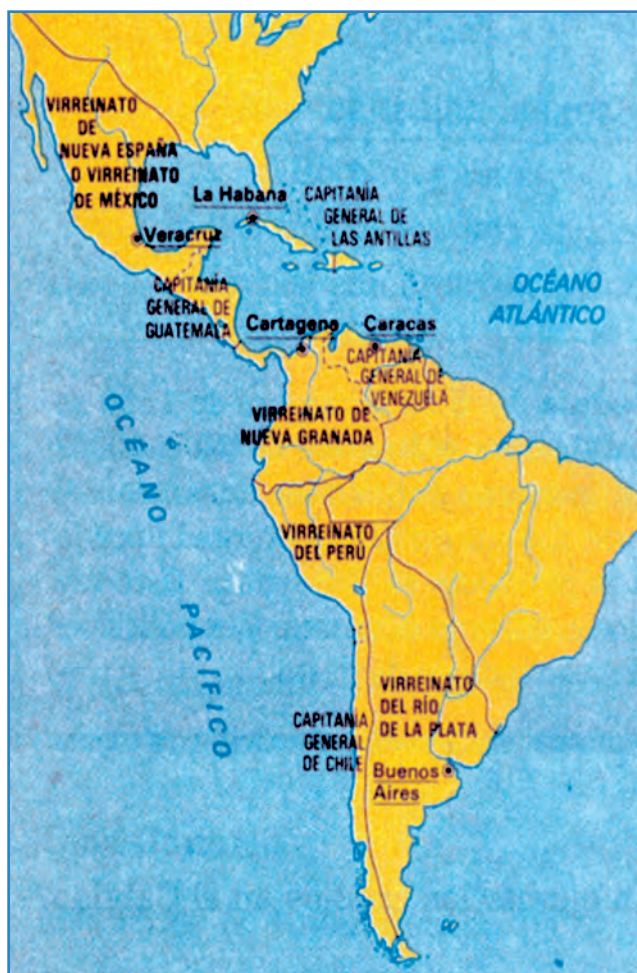 VIRREINATO
DE
NUEVA ESPAÑA
O VIRREINATO
DE MÉXICO
La Habana
CAPITANÍA
GENERAL DE
LAS ANTILLAS
Veracruz
CAPITANÍA
GENERAL DE
GUATEMALA
OCÉANO
ATLÁNTICO
Cartagena
Caracas
CAPITANÍA
GENERAL DE
VENEZUELA
VIRREINATO DE
NUEVA GRANADA
OCÉANO
PACÍFICO
VIRREINATO
DEL PERÚ
VIRREINATO
DEL RÍO
DE LA PLATA
CAPITANÍA
GENERAL
DE CHILE
Buenos
Aires